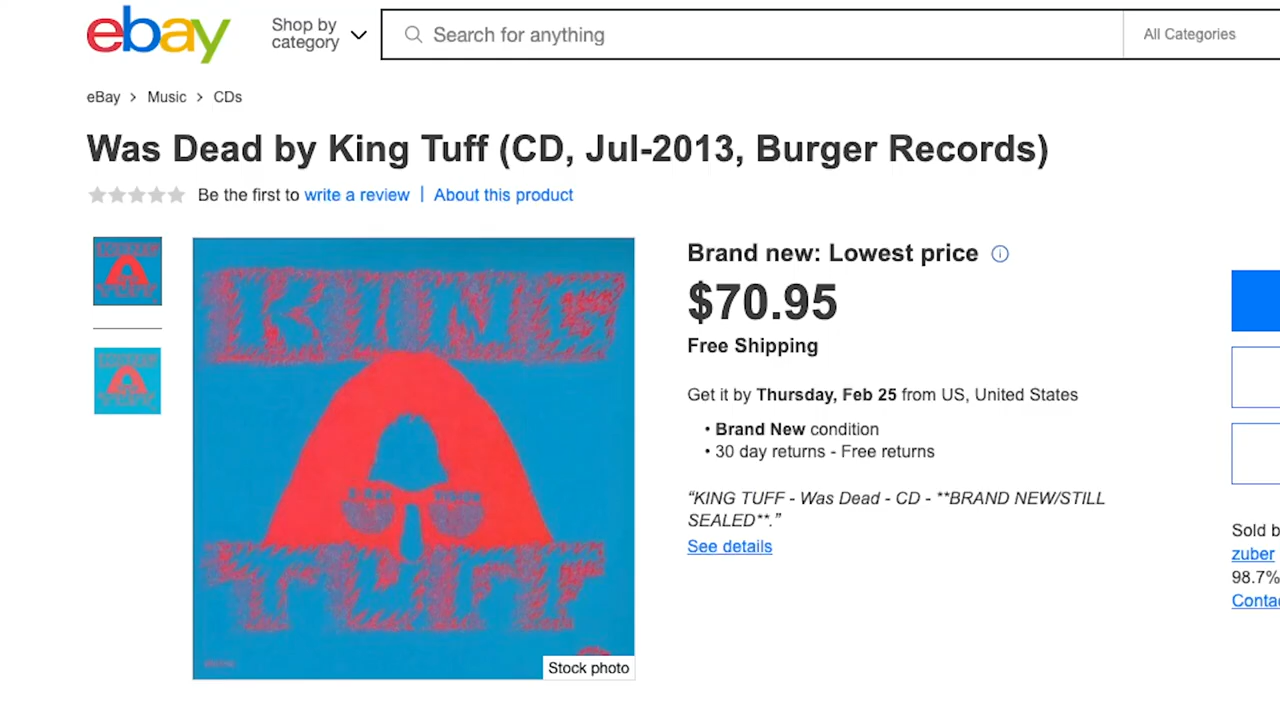 ebay
Shop by
category
Search for anything
All Categories
eBay > Music > CDs
Was Dead by King Tuff (CD, Jul-2013, Burger Records)
Be the first to write a review | About this product
KING
X-RAY VISION
TUFF
Stock photo
Brand new: Lowest price
$70.95
Free Shipping
Get it by Thursday, Feb 25 from US, United States
• Brand New condition
• 30 day returns - Free returns
“KING TUFF - Was Dead - CD - **BRAND NEW/STILL
SEALED**.”
See details
Sold b
zuber
98.7%
Conta